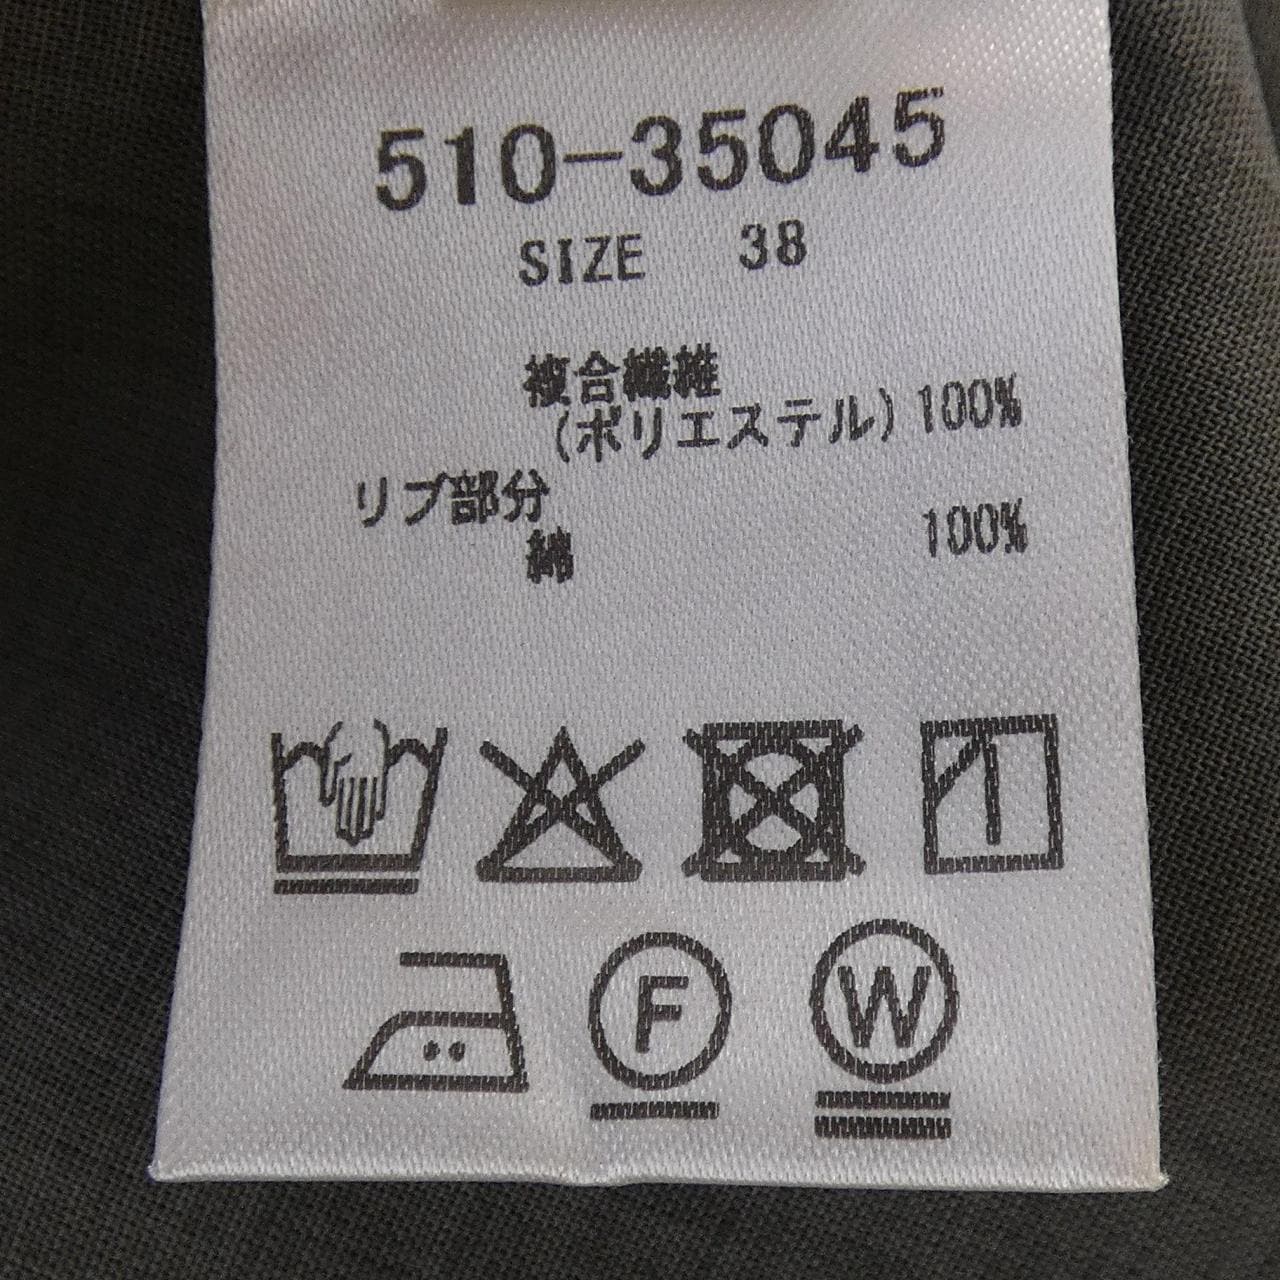 510-35045
SIZE 38
複合繊維
(ポリエステル) 100%
リブ部分
綿 100%
F
W